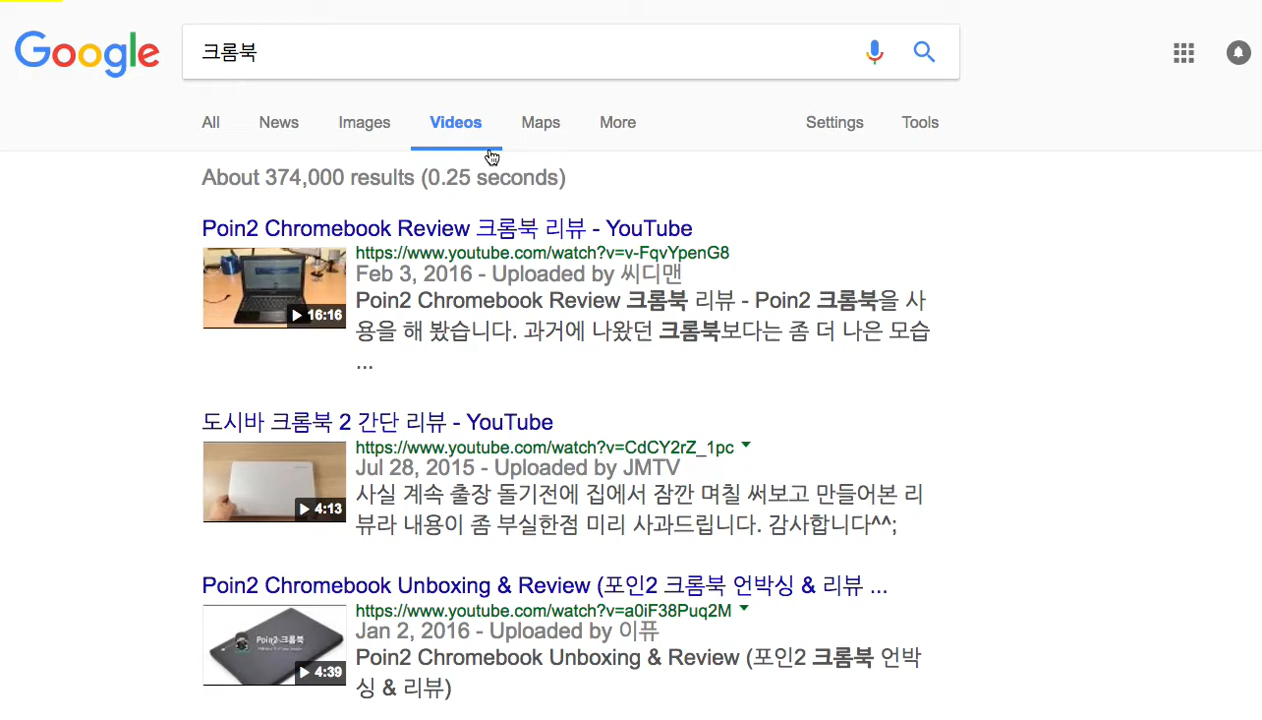 Google
크롬북
All News Images Videos Maps More Settings Tools
About 374,000 results (0.25 seconds)
Poin2 Chromebook Review 크롬북 리뷰 - YouTube
https://www.youtube.com/watch?v=v-FqvYpenG8
Feb 3, 2016 - Uploaded by 씨디맨
Poin2 Chromebook Review 크롬북 리뷰 - Poin2 크롬북을 사
용을 해 봤습니다. 과거에 나왔던 크롬북보다는 좀 더 나은 모습
...
16:16
도시바 크롬북 2 간단 리뷰 - YouTube
https://www.youtube.com/watch?v=CdCY2rZ_1pc
Jul 28, 2015 - Uploaded by JMTV
사실 계속 출장 돌기전에 집에서 잠깐 며칠 써보고 만들어본 리
뷰라 내용이 좀 부실한점 미리 사과드립니다. 감사합니다^^;
4:13
Poin2 Chromebook Unboxing & Review (포인2 크롬북 언박싱 & 리뷰 ...
https://www.youtube.com/watch?v=a0iF38Puq2M
Jan 2, 2016 - Uploaded by 이퓨
Poin2 Chromebook Unboxing & Review (포인2 크롬북 언박
싱 & 리뷰)
Poin2 크롬북
4:39